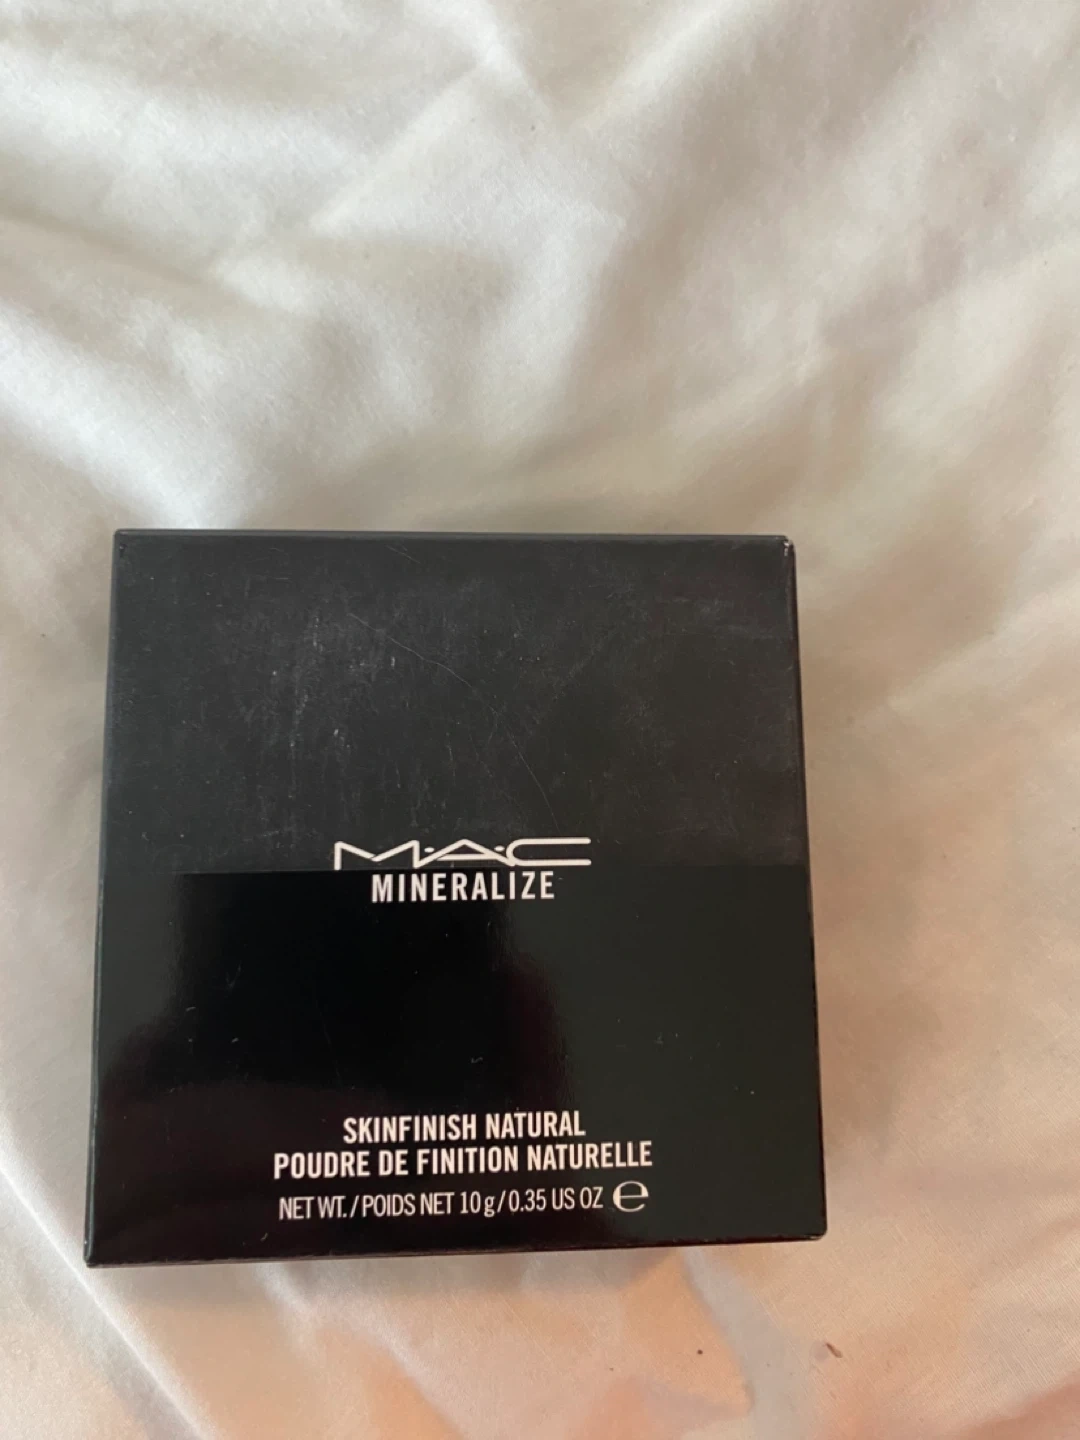 M·A·C
MINERALIZE
SKINFINISH NATURAL
POUDRE DE FINITION NATURELLE
NET WT./POIDS NET 10 g/0.35 US OZ ℮